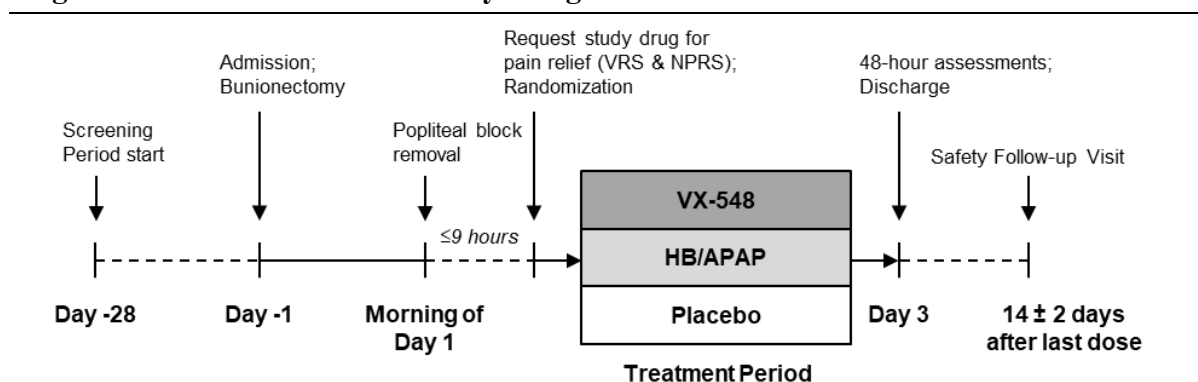 Request study drug for
pain relief (VRS & NPRS);
Randomization
Admission;
Bunionectomy
48-hour assessments;
Discharge
Screening
Period start
Popliteal block
removal
Safety Follow-up Visit
≤9 hours
VX-548
HB/APAP
Placebo
Day -28
Day -1
Morning of
Day 1
Day 3
14 ± 2 days
after last dose
Treatment Period